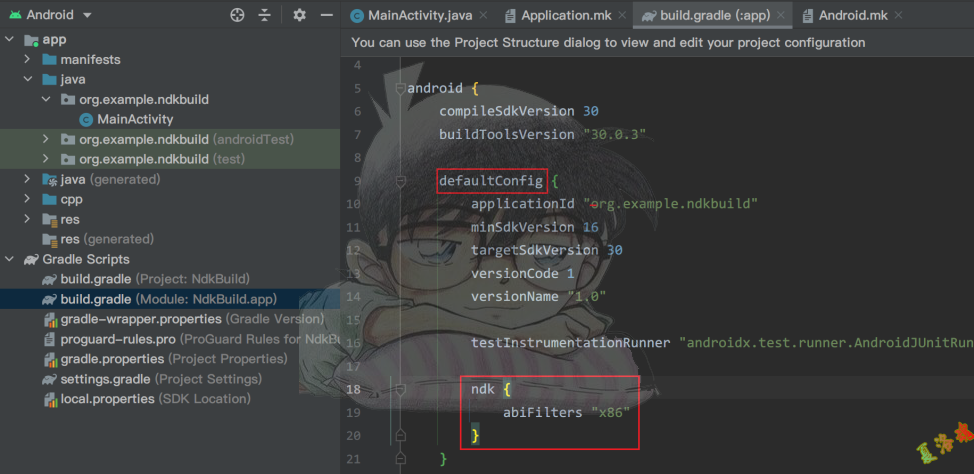 Android
MainActivity.java
Application.mk
build.gradle (:app)
Android.mk
app
manifests
java
org.example.ndkbuild
MainActivity
org.example.ndkbuild (androidTest)
org.example.ndkbuild (test)
java (generated)
cpp
res
res (generated)
Gradle Scripts
build.gradle (Project: NdkBuild)
build.gradle (Module: NdkBuild.app)
gradle-wrapper.properties (Gradle Version)
proguard-rules.pro (ProGuard Rules for NdkBu
gradle.properties (Project Properties)
settings.gradle (Project Settings)
local.properties (SDK Location)
You can use the Project Structure dialog to view and edit your project configuration
4
5 android {
6 compileSdkVersion 30
7 buildToolsVersion "30.0.3"
8
9 defaultConfig {
10 applicationId "org.example.ndkbuild"
11 minSdkVersion 16
12 targetSdkVersion 30
13 versionCode 1
14 versionName "1.0"
15
16 testInstrumentationRunner "androidx.test.runner.AndroidJUnitRun
17
18 ndk {
19 abiFilters "x86"
20 }
21 }